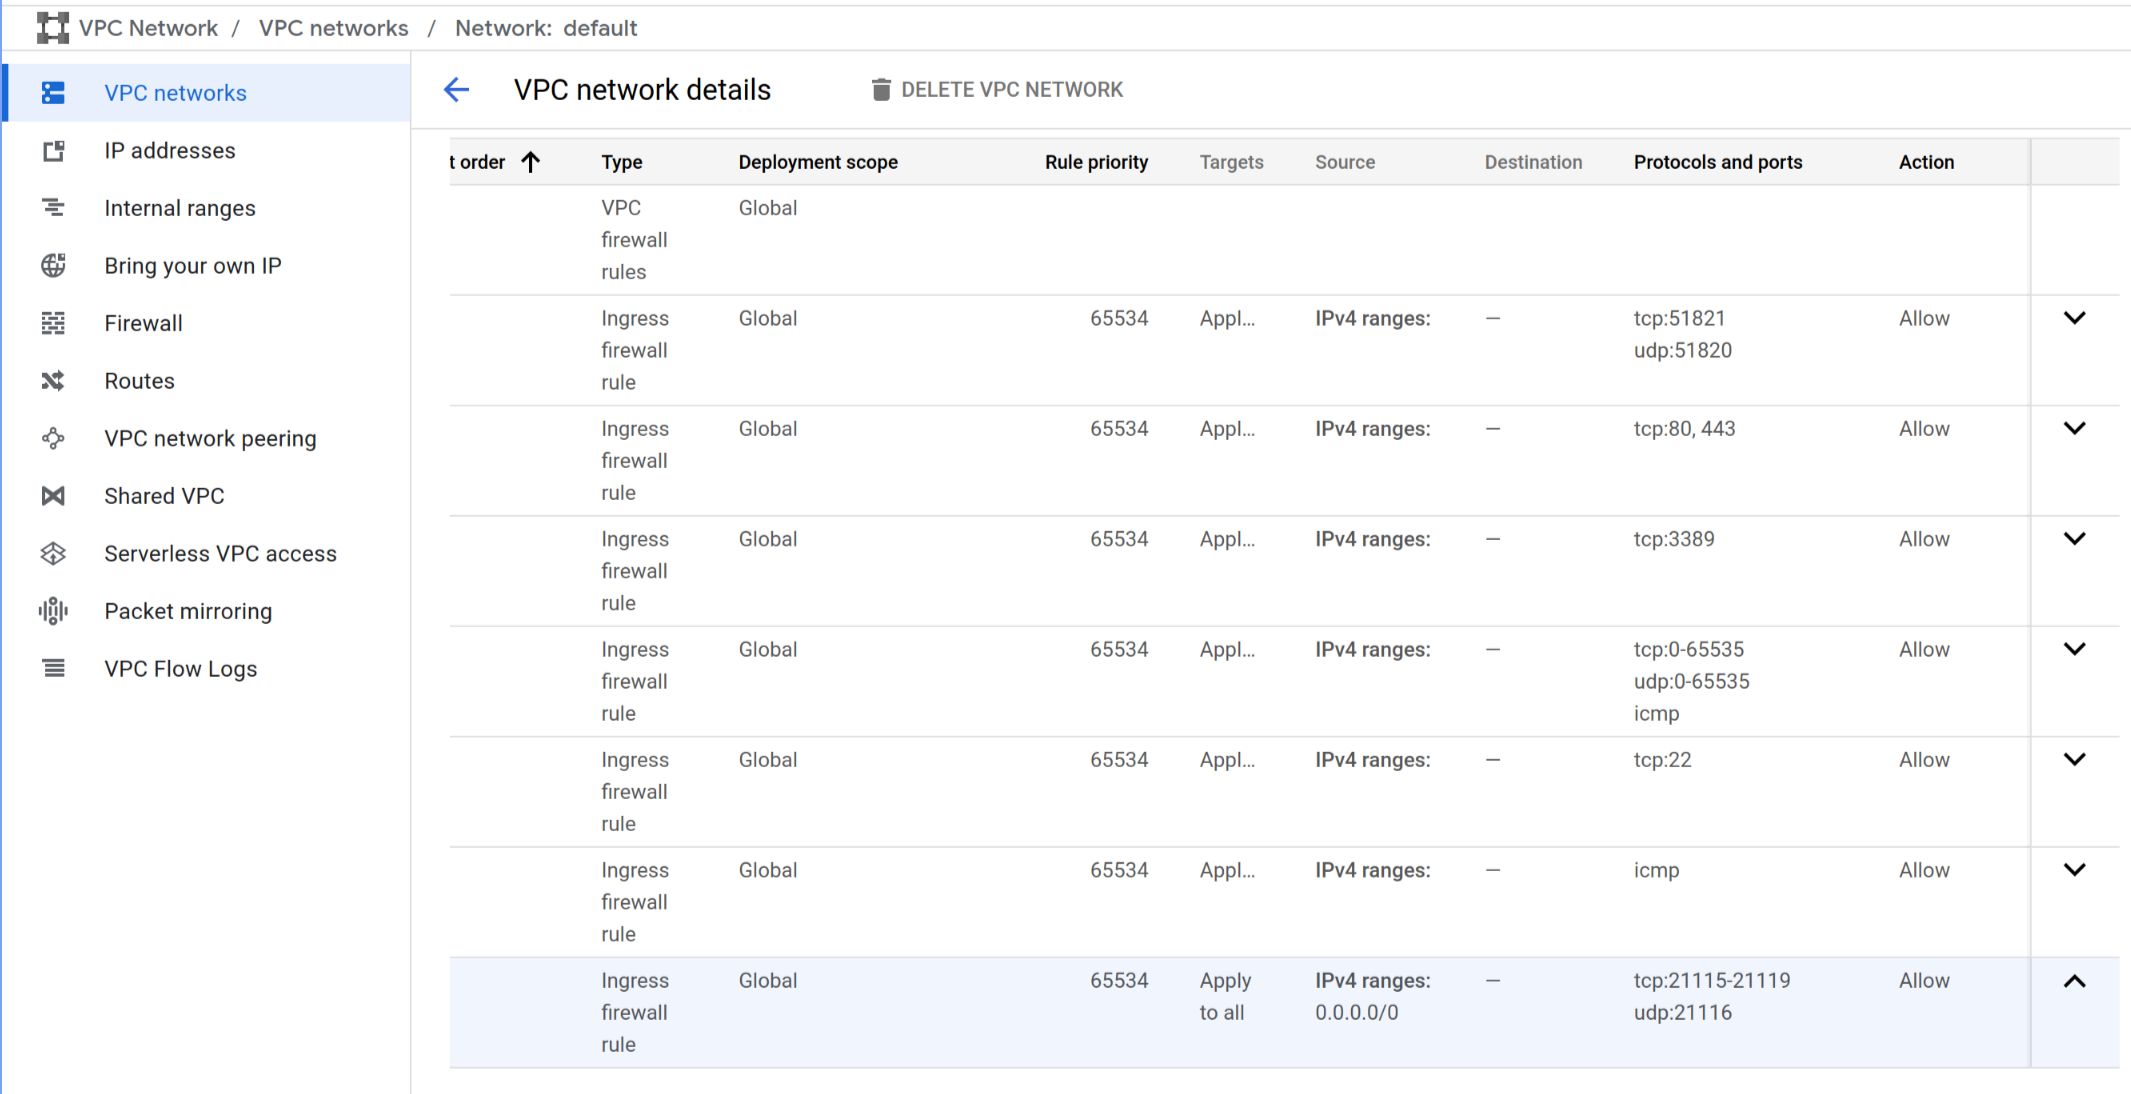 VPC Network / VPC networks / Network: default
VPC networks
IP addresses
Internal ranges
Bring your own IP
Firewall
Routes
VPC network peering
Shared VPC
Serverless VPC access
Packet mirroring
VPC Flow Logs
VPC network details DELETE VPC NETWORK
t order Type Deployment scope Rule priority Targets Source Destination Protocols and ports Action
VPC Global
firewall
rules
Ingress Global 65534 Appl... IPv4 ranges: — tcp:51821 Allow
firewall udp:51820
rule
Ingress Global 65534 Appl... IPv4 ranges: — tcp:80, 443 Allow
firewall
rule
Ingress Global 65534 Appl... IPv4 ranges: — tcp:3389 Allow
firewall
rule
Ingress Global 65534 Appl... IPv4 ranges: — tcp:0-65535 Allow
firewall udp:0-65535
rule icmp
Ingress Global 65534 Appl... IPv4 ranges: — tcp:22 Allow
firewall
rule
Ingress Global 65534 Appl... IPv4 ranges: — icmp Allow
firewall
rule
Ingress Global 65534 Apply IPv4 ranges: — tcp:21115-21119 Allow
firewall to all 0.0.0.0/0 udp:21116
rule